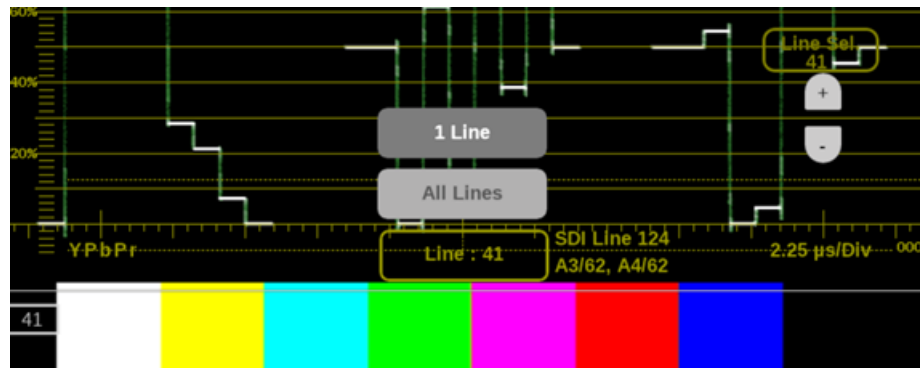 60%
Line Sel
41
40%
+
1 Line
20%
-
All Lines
YPbPr
Line : 41
SDI Line 124
A3/62, A4/62
2.25 µs/Div
000
41